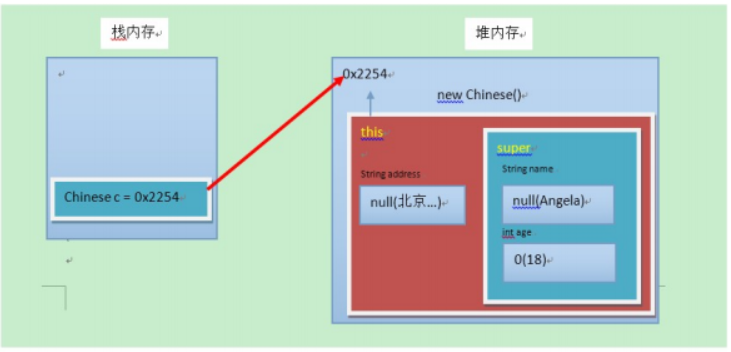 栈内存
堆内存
0x2254
new Chinese()
this
super
String address
String name
null(北京...)
null(Angela)
int age
0(18)
Chinese c = 0x2254